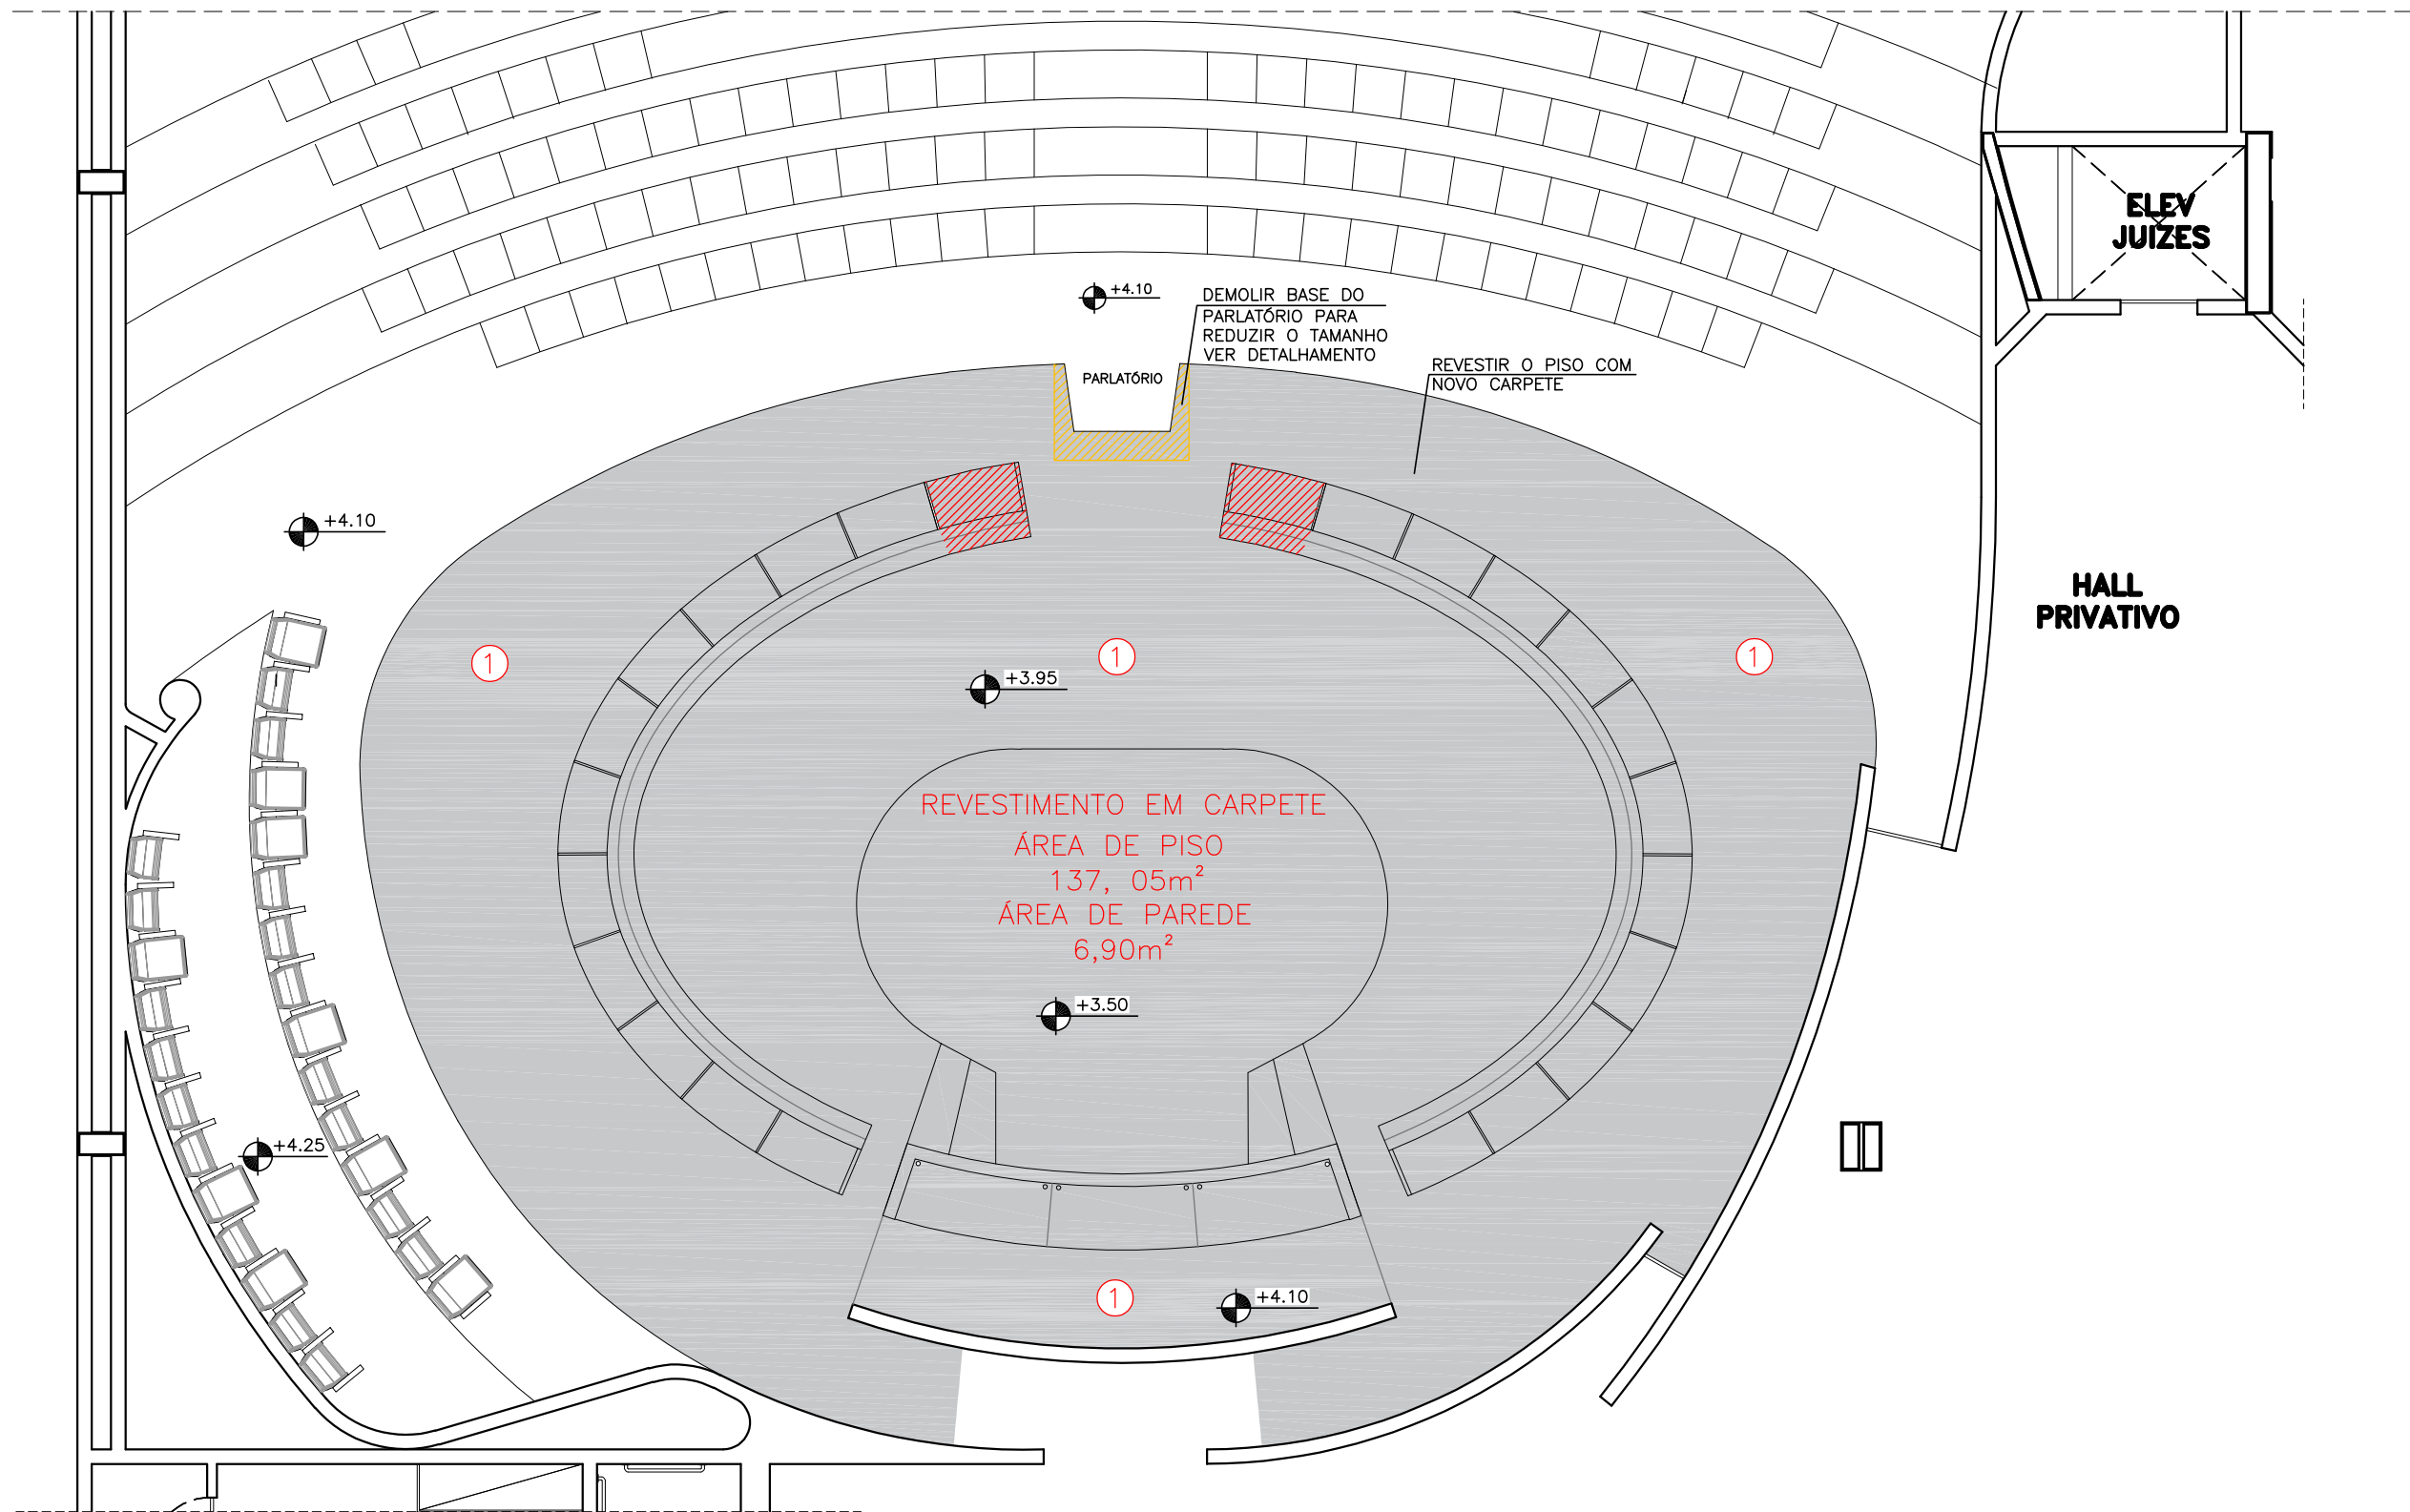 ELEV
JUIZES
+4.10
DEMOLIR BASE DO
PARLATÓRIO PARA
REDUZIR O TAMANHO
VER DETALHAMENTO
REVESTIR O PISO COM
NOVO CARPETE
PARLATÓRIO
+4.10
HALL
PRIVATIVO
1
1
1
+3.95
REVESTIMENTO EM CARPETE
ÁREA DE PISO
137, 05m²
ÁREA DE PAREDE
6,90m²
+3.50
+4.25
1
+4.10